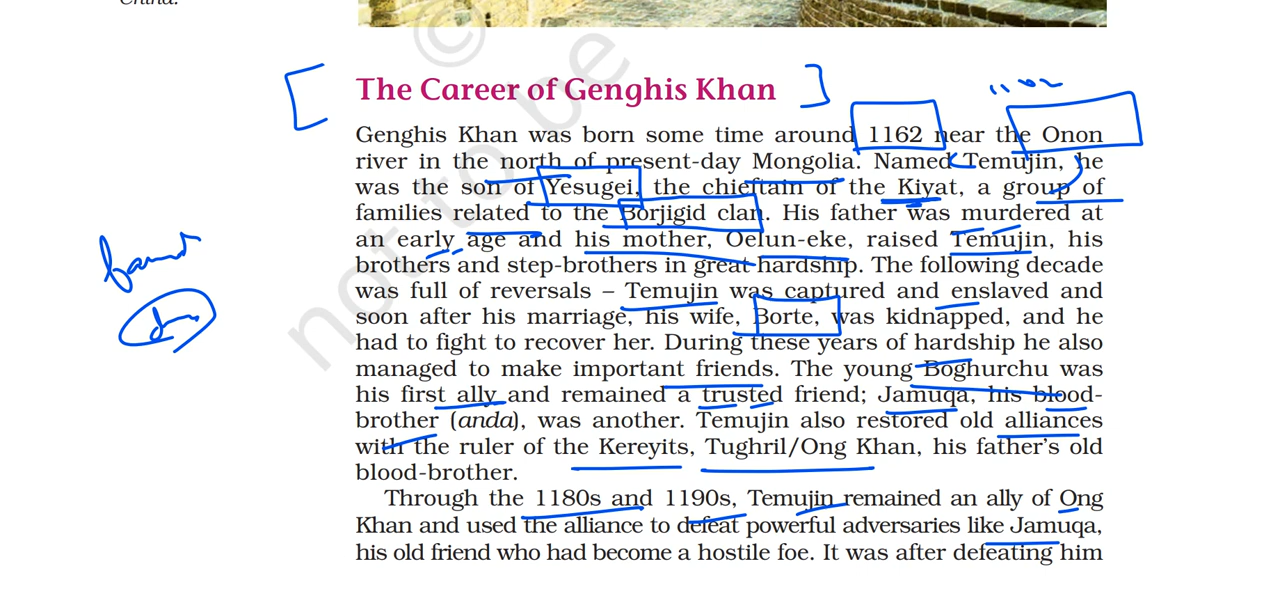 China.
The Career of Genghis Khan
Genghis Khan was born some time around 1162 near the Onon
river in the north of present-day Mongolia. Named Temujin, he
was the son of Yesugei, the chieftain of the Kiyat, a group of
families related to the Borjigid clan. His father was murdered at
an early age and his mother, Oelun-eke, raised Temujin, his
brothers and step-brothers in great hardship. The following decade
was full of reversals – Temujin was captured and enslaved and
soon after his marriage, his wife, Borte, was kidnapped, and he
had to fight to recover her. During these years of hardship he also
managed to make important friends. The young Boghurchu was
his first ally and remained a trusted friend; Jamuqa, his blood-
brother (anda), was another. Temujin also restored old alliances
with the ruler of the Kereyits, Tughril/Ong Khan, his father's old
blood-brother.
Through the 1180s and 1190s, Temujin remained an ally of Ong
Khan and used the alliance to defeat powerful adversaries like Jamuqa,
his old friend who had become a hostile foe. It was after defeating him
© not to be